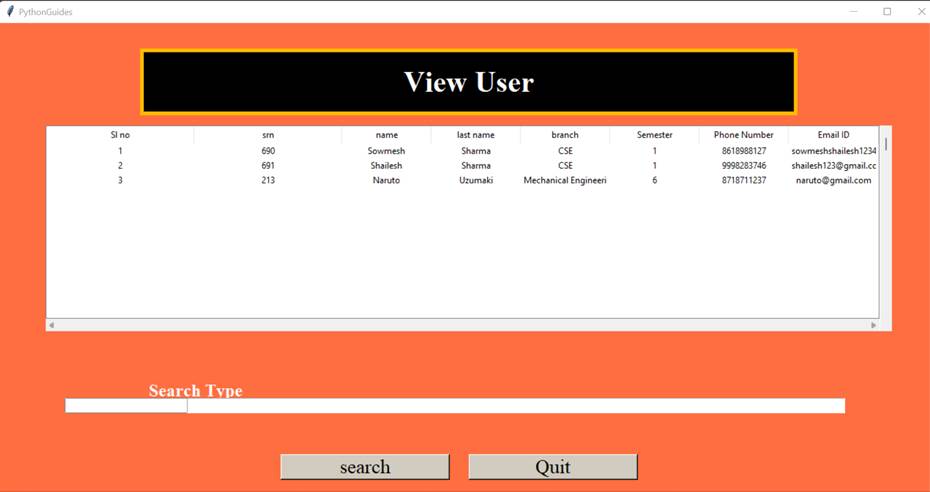 PythonGuides
View User
Sl no srn name last name branch Semester Phone Number Email ID
1 690 Sowmesh Sharma CSE 1 8618988127 sowmeshshailesh1234
2 691 Shailesh Sharma CSE 1 9998283746 shailesh123@gmail.cc
3 213 Naruto Uzumaki Mechanical Engineeri 6 8718711237 naruto@gmail.com
Search Type
search Quit